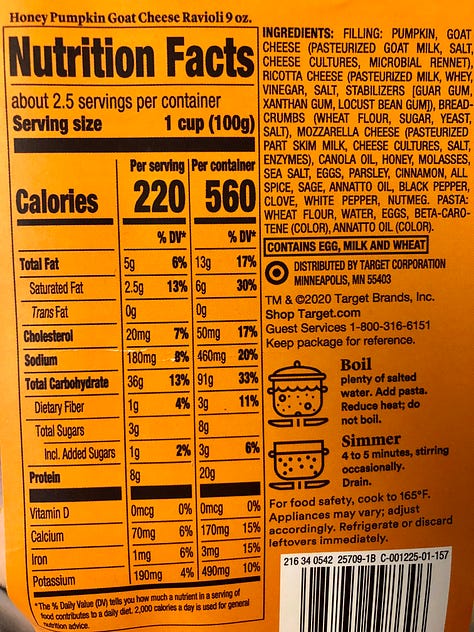 Honey Pumpkin Goat Cheese Ravioli 9 oz.
Nutrition Facts
about 2.5 servings per container
Serving size 1 cup (100g)
Per serving Per container
Calories 220 560
% DV* % DV*
Total Fat 5g 6% 13g 17%
Saturated Fat 2.5g 13% 6g 30%
Trans Fat 0g 0g
Cholesterol 20mg 7% 50mg 17%
Sodium 180mg 8% 460mg 20%
Total Carbohydrate 36g 13% 91g 33%
Dietary Fiber 1g 4% 3g 11%
Total Sugars 3g 8g
Incl. Added Sugars 1g 2% 3g 6%
Protein 8g 20g
Vitamin D 0mcg 0% 0mcg 0%
Calcium 70mg 6% 170mg 15%
Iron 1mg 6% 3mg 15%
Potassium 190mg 4% 490mg 10%
*The % Daily Value (DV) tells you how much a nutrient in a serving of
food contributes to a daily diet. 2,000 calories a day is used for general
nutrition advice.
INGREDIENTS: FILLING: PUMPKIN, GOAT
CHEESE (PASTEURIZED GOAT MILK, SALT,
CHEESE CULTURES, MICROBIAL RENNET),
RICOTTA CHEESE (PASTEURIZED MILK, WHEY,
VINEGAR, SALT, STABILIZERS [GUAR GUM,
XANTHAN GUM, LOCUST BEAN GUM]), BREAD-
CRUMBS (WHEAT FLOUR, SUGAR, YEAST,
SALT), MOZZARELLA CHEESE (PASTEURIZED,
PART SKIM MILK, CHEESE CULTURES, SALT,
ENZYMES), CANOLA OIL, HONEY, MOLASSES,
SEA SALT, EGGS, PARSLEY, CINNAMON, ALL
SPICE, SAGE, ANNATTO OIL, BLACK PEPPER,
CLOVE, WHITE PEPPER, NUTMEG. PASTA:
WHEAT FLOUR, WATER, EGGS, BETA-CARO-
TENE (COLOR), ANNATTO OIL (COLOR).
CONTAINS EGG, MILK AND WHEAT
DISTRIBUTED BY TARGET CORPORATION
MINNEAPOLIS, MN 55403
TM & ©2020 Target Brands, Inc.
Shop Target.com
Guest Services 1-800-316-6151
Keep package for reference.
Boil
plenty of salted
water. Add pasta.
Reduce heat; do
not boil.
Simmer
4 to 5 minutes, stirring
occasionally.
Drain.
For food safety, cook to 165°F.
Appliances may vary; adjust
accordingly. Refrigerate or discard
leftovers immediately.
216 34 0542 25709-1B C-001225-01-157